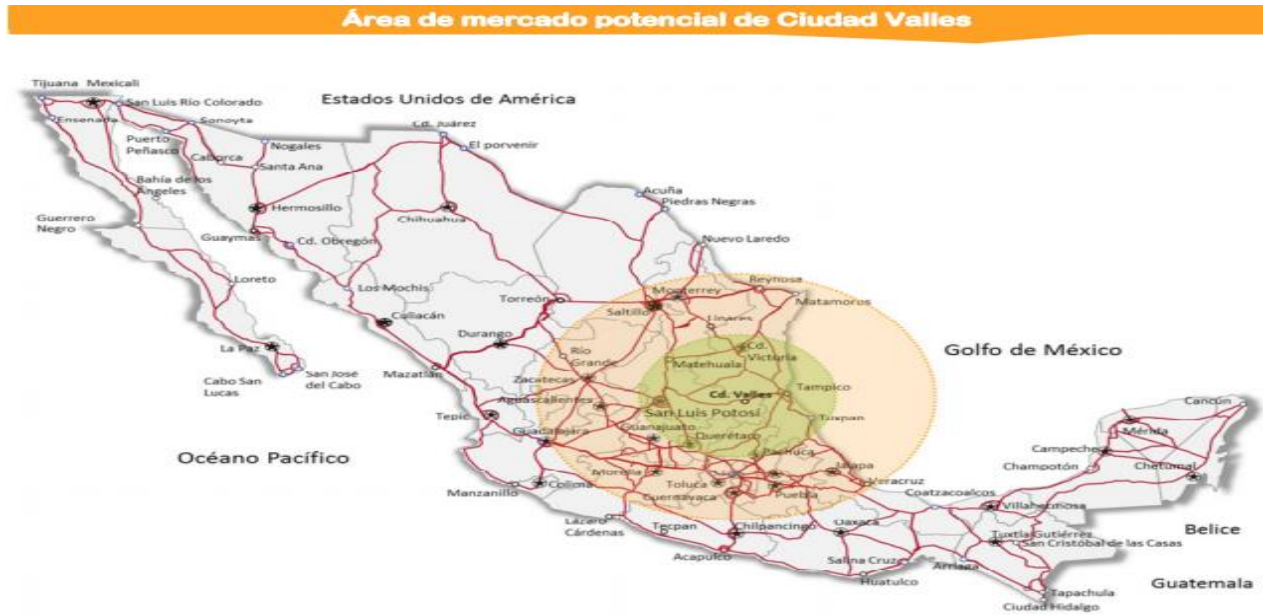 Área de mercado potencial de Ciudad Valles
Tijuana Mexicali
San Luis Río Colorado
Estados Unidos de América
Ensenada
Sonoyta
Cd. Juárez
Puerto
Peñasco
Nogales
El porvenir
Caborca
Santa Ana
Bahía de los
Ángeles
Acuña
Piedras Negras
Hermosillo
Chihuahua
Guerrero
Negro
Guaymas
Cd. Obregón
Nuevo Laredo
Loreto
Los Mochis
Torreón
Monterrey
Reynosa
Matamoros
Saltillo
Culiacán
Linares
Durango
La Paz
Río
Grande
Cd.
Victoria
Matehuala
Golfo de México
Cabo San
Lucas
San José
del Cabo
Mazatlán
Zacatecas
Cd. Valles
Tampico
Aguascalientes
San Luis Potosí
Tepic
Tuxpan
Cancún
Guadalajara
Guanajuato
Querétaro
Mérida
Océano Pacífico
Pachuca
Campeche
Morelia
Jalapa
Champotón
Chetumal
Manzanillo
Colima
Toluca
Veracruz
Cuernavaca
Puebla
Coatzacoalcos
Villahermosa
Lázaro
Cárdenas
Tecpan
Chilpancingo
Oaxaca
Belice
Tuxtla Gutiérrez
San Cristóbal de las Casas
Acapulco
Salina Cruz
Arriaga
Huatulco
Guatemala
Tapachula
Ciudad Hidalgo